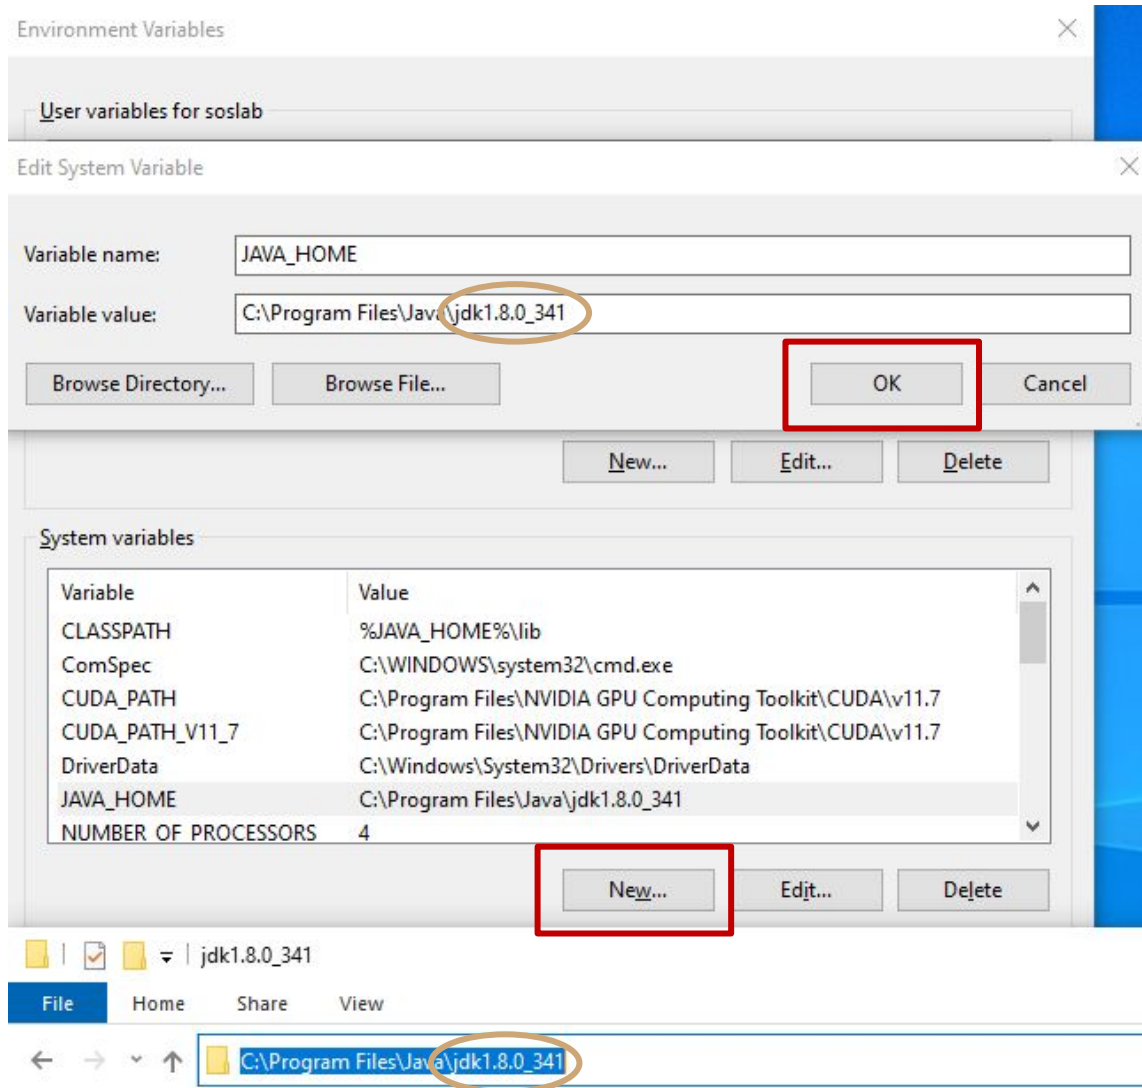 Environment Variables
User variables for soslab
Edit System Variable
Variable name: JAVA_HOME
Variable value: C:\Program Files\Java\jdk1.8.0_341
Browse Directory... Browse File... OK Cancel
New... Edit... Delete
System variables
Variable Value
CLASSPATH %JAVA_HOME%\lib
ComSpec C:\WINDOWS\system32\cmd.exe
CUDA_PATH C:\Program Files\NVIDIA GPU Computing Toolkit\CUDA\v11.7
CUDA_PATH_V11_7 C:\Program Files\NVIDIA GPU Computing Toolkit\CUDA\v11.7
DriverData C:\Windows\System32\Drivers\DriverData
JAVA_HOME C:\Program Files\Java\jdk1.8.0_341
NUMBER_OF_PROCESSORS 4
New... Edit... Delete
jdk1.8.0_341
File Home Share View
C:\Program Files\Java\jdk1.8.0_341